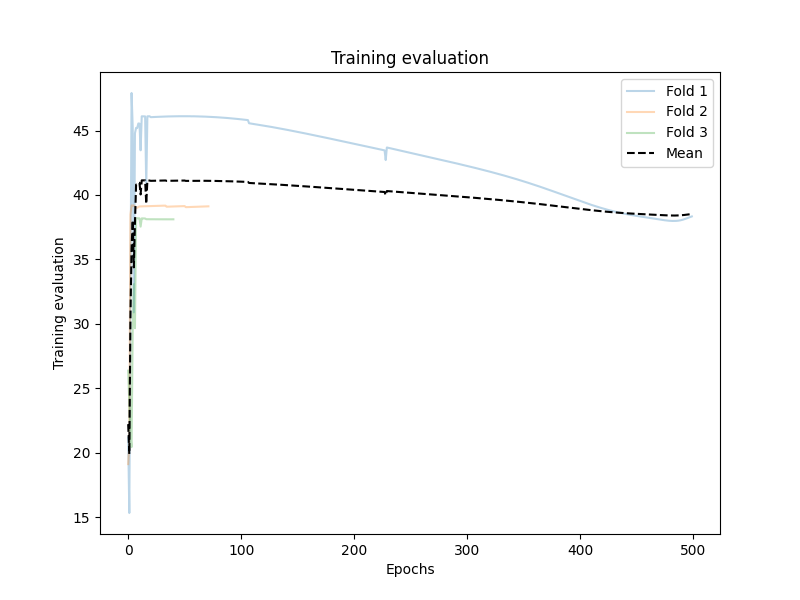 Training evaluation
Fold 1
Fold 2
Fold 3
Mean
Training evaluation
45
40
35
30
25
20
15
0 100 200 300 400 500
Epochs